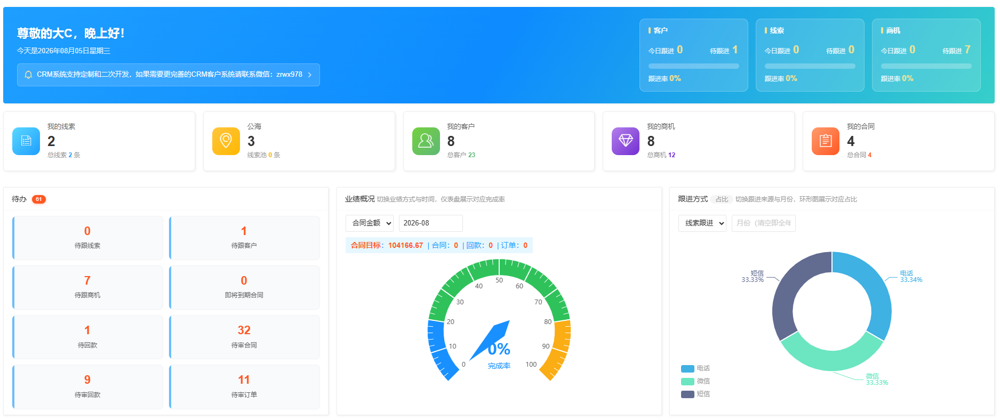 尊敬的大C，晚上好！
今天是2026年08月05日星期三
CRM系统支持定制和二次开发，如果需要更完善的CRM客户系统请联系微信：zrwx978
客户
今日跟进 0 待跟进 1
跟进率 0%
线索
今日跟进 0 待跟进 0
跟进率 0%
商机
今日跟进 0 待跟进 7
跟进率 0%
我的线索
2
总线索 2 条
公海
3
线索池 0 条
我的客户
8
总客户 23
我的商机
8
总商机 12
我的合同
4
总合同 4
待办 61
0
待跟线索
1
待跟客户
7
待跟商机
0
即将到期合同
1
待回款
32
待审合同
9
待审回款
11
待审订单
业绩概况 切换业绩方式与时间，仪表盘展示对应完成率
合同金额 2026-08
合同目标：104166.67 | 合同：0 | 回款：0 | 订单：0
0
10
20
30
40
50
60
70
80
90
100
0%
完成率
跟进方式 占比 切换跟进来源与月份，环形图展示对应占比
线索跟进 月份（清空即全年
短信
33.33%
电话
33.34%
微信
33.33%
电话
微信
短信